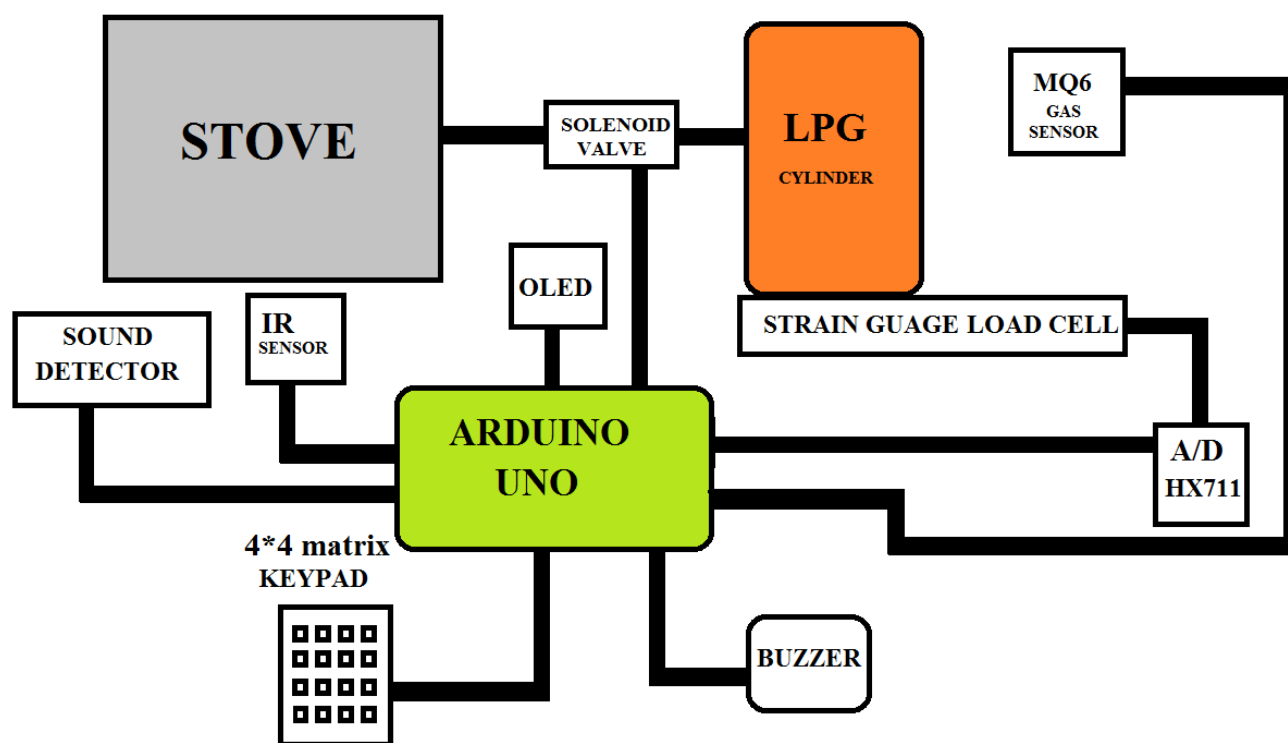 STOVE
SOLENOID
VALVE
LPG
CYLINDER
MQ6
GAS
SENSOR
OLED
IR
SENSOR
SOUND
DETECTOR
STRAIN GUAGE LOAD CELL
ARDUINO
UNO
A/D
HX711
4*4 matrix
KEYPAD
BUZZER